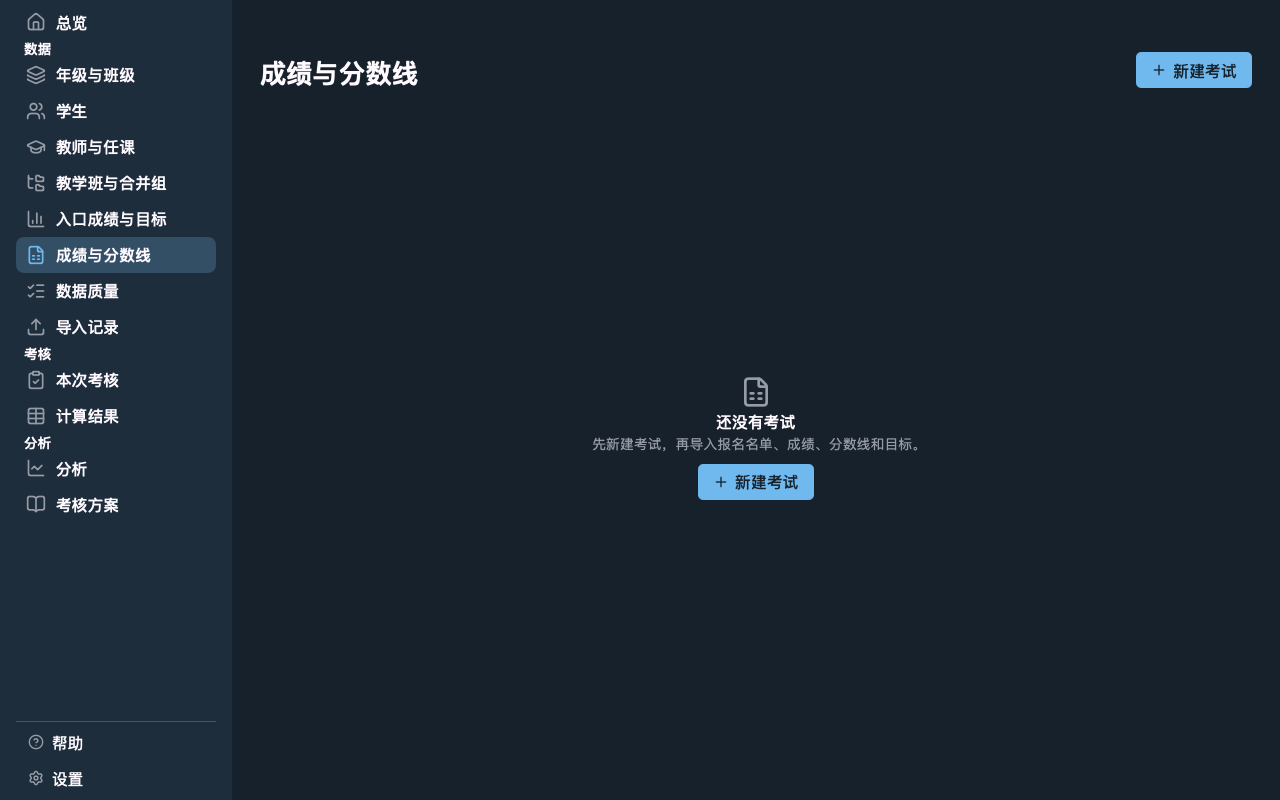 总览
数据
年级与班级
学生
教师与任课
教学班与合并组
入口成绩与目标
成绩与分数线
数据质量
导入记录
考核
本次考核
计算结果
分析
分析
考核方案
帮助
设置
成绩与分数线
新建考试
还没有考试
先新建考试，再导入报名名单、成绩、分数线和目标。
新建考试